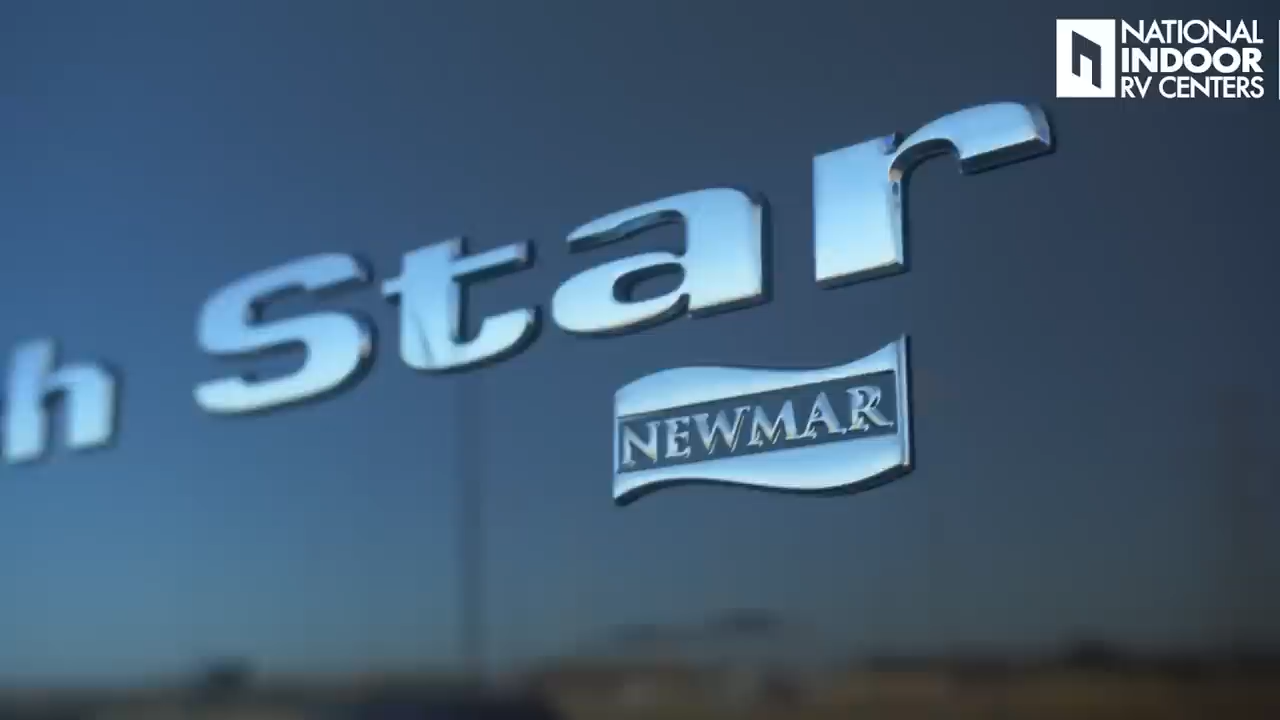 NATIONAL
INDOOR
RV CENTERS
h Star
NEWMAR